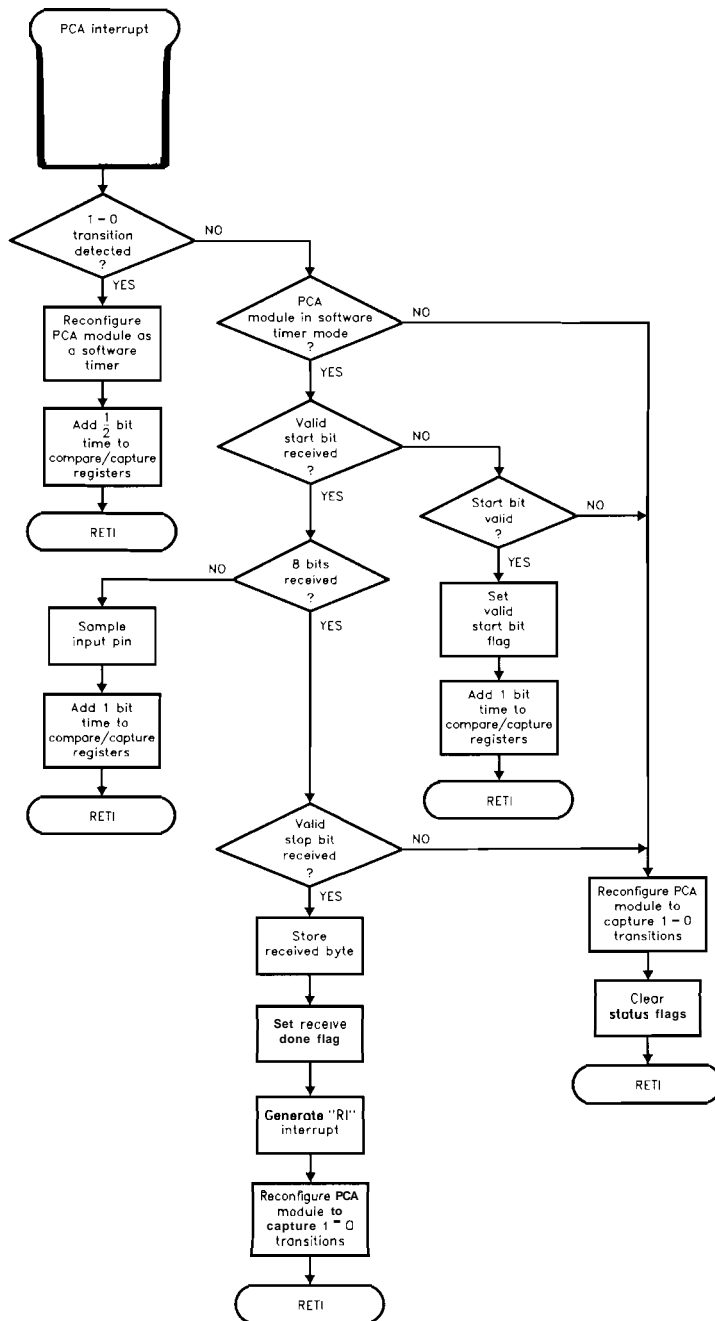 PCA interrupt
1 – 0
transition
detected
?
NO
YES
Reconfigure
PCA module as
a software
timer
Add 1/2 bit
time to
compare/capture
registers
RETI
PCA
module in software
timer mode
?
NO
YES
Valid
start bit
received
?
NO
YES
Start bit
valid
?
NO
YES
Set
valid
start bit
flag
Add 1 bit
time to
compare/capture
registers
RETI
8 bits
received
?
NO
YES
Sample
input pin
Add 1 bit
time to
compare/capture
registers
RETI
Valid
stop bit
received
?
NO
YES
Store
received byte
Set receive
done flag
Generate "RI"
interrupt
Reconfigure PCA
module to
capture 1 – 0
transitions
RETI
Reconfigure PCA
module to
capture 1 – 0
transitions
Clear
status flags
RETI